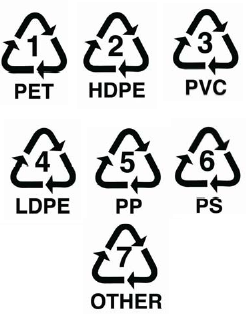 1 2 3
PET HDPE PVC
4 5 6
LDPE PP PS
7
OTHER